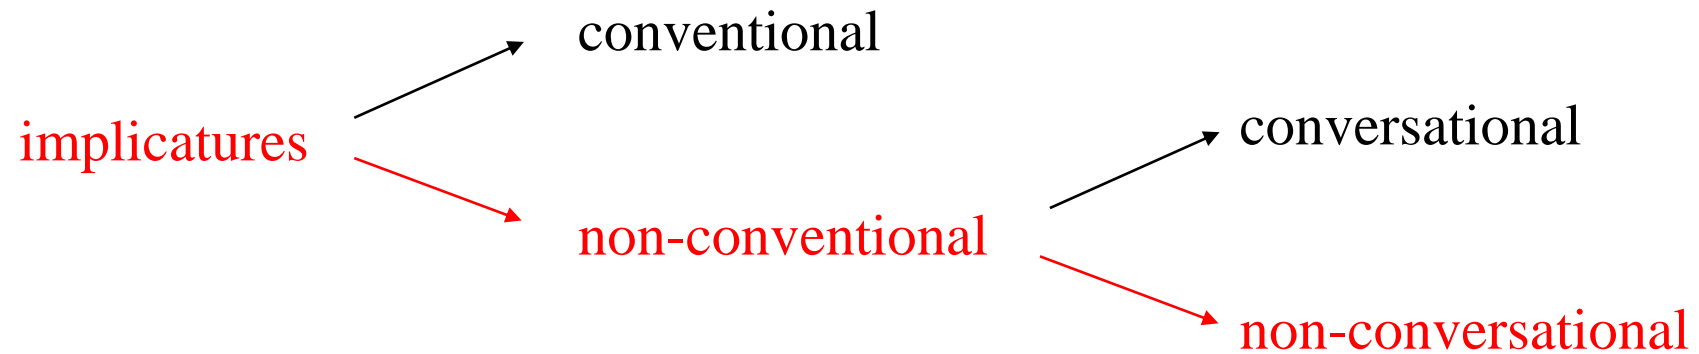 conventional
implicatures
conversational
non-conventional
non-conversational